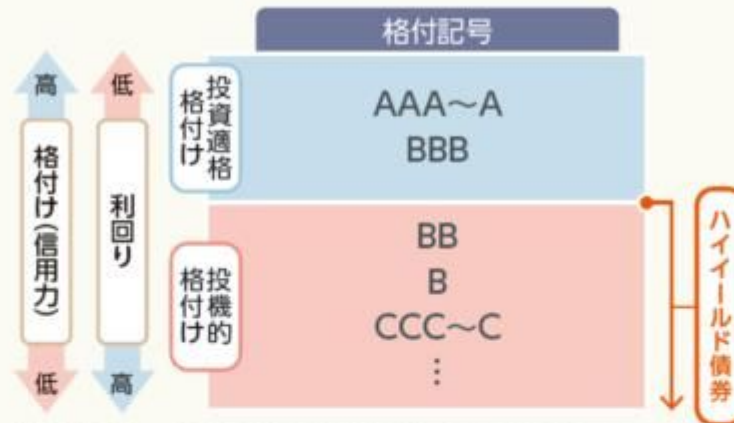 格付記号
高
格付け(信用力)
低
低
利回り
高
投資適格
格付け
AAA～A
BBB
投機的
格付け
BB
B
CCC～C
⋮
ハイイールド債券